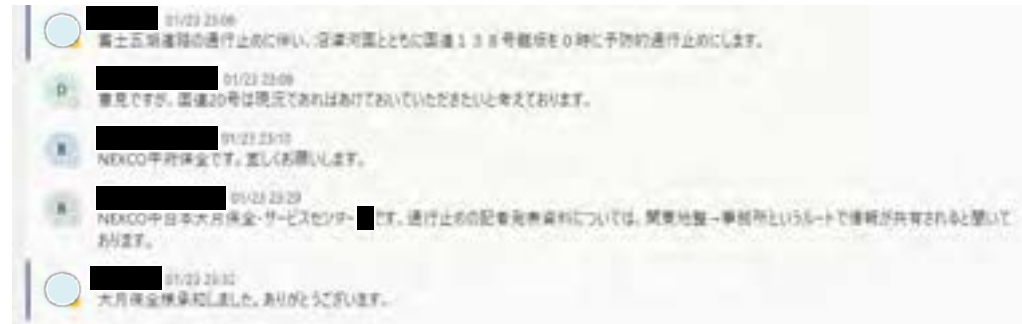 01/23 23:06
富士五湖道路の通行止めに伴い、沼津河国とともに国道138号籠坂を0時に予防的通行止めにします。
D
01/23 23:09
意見ですが、国道20号は現況であればあけておいていただきたいと考えております。
01/23 23:10
NEXCO甲府保全です。宜しくお願いします。
01/23 23:29
NEXCO中日本大月保全・サービスセンター です。通行止めの記者発表資料については、関東地整→事務所というルートで情報が共有されると聞いて
おります。
01/23 23:32
大月保全様承知しました。ありがとうございます。